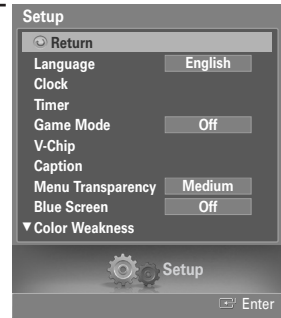 Setup
Return
Language English
Clock
Timer
Game Mode Off
V-Chip
Caption
Menu Transparency Medium
Blue Screen Off
▼Color Weakness
Setup
Enter